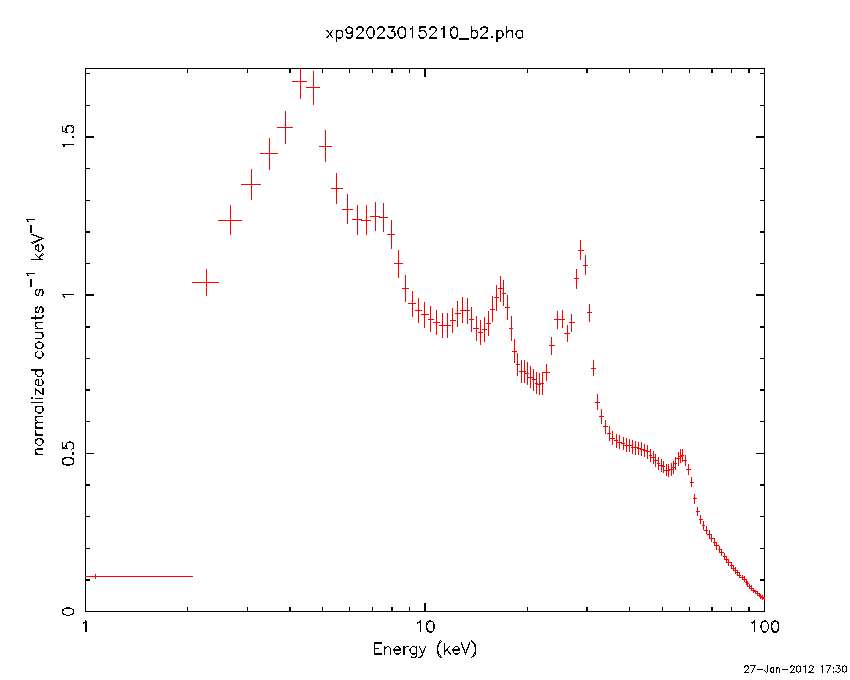 xp92023015210_b2.pha
normalized counts s⁻¹ keV⁻¹
1.5
1
0.5
0
1
10
100
Energy (keV)
27-Jan-2012 17:30